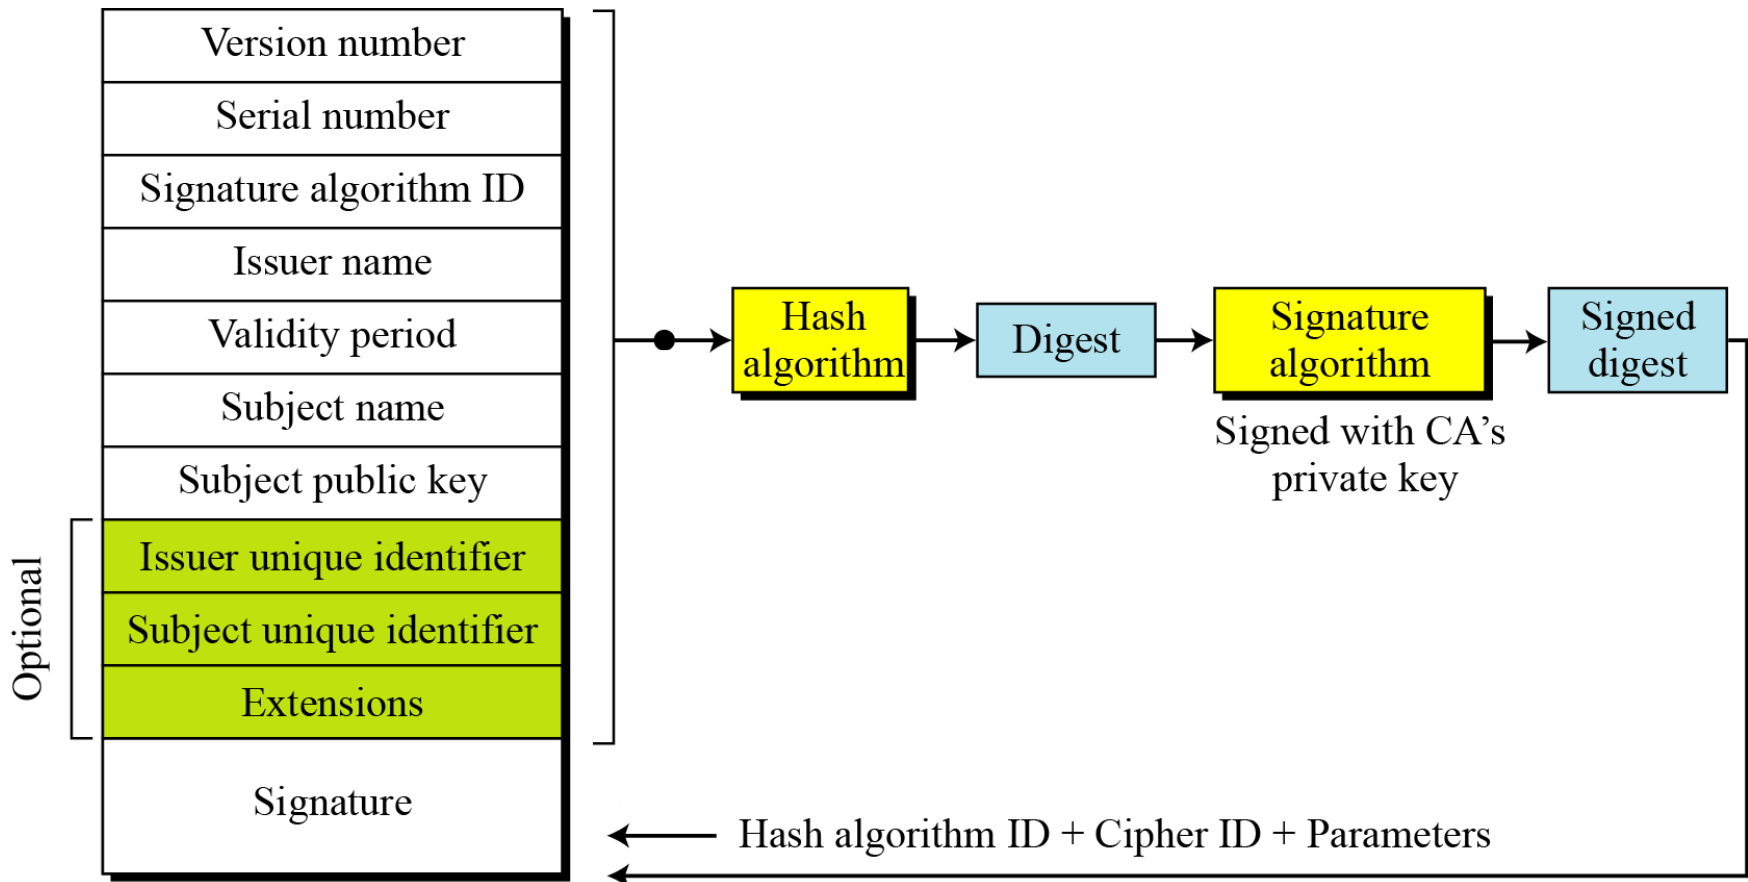 Version number
Serial number
Signature algorithm ID
Issuer name
Validity period
Subject name
Subject public key
Optional
Issuer unique identifier
Subject unique identifier
Extensions
Signature
Hash
algorithm
Digest
Signature
algorithm
Signed with CA’s
private key
Signed
digest
Hash algorithm ID + Cipher ID + Parameters